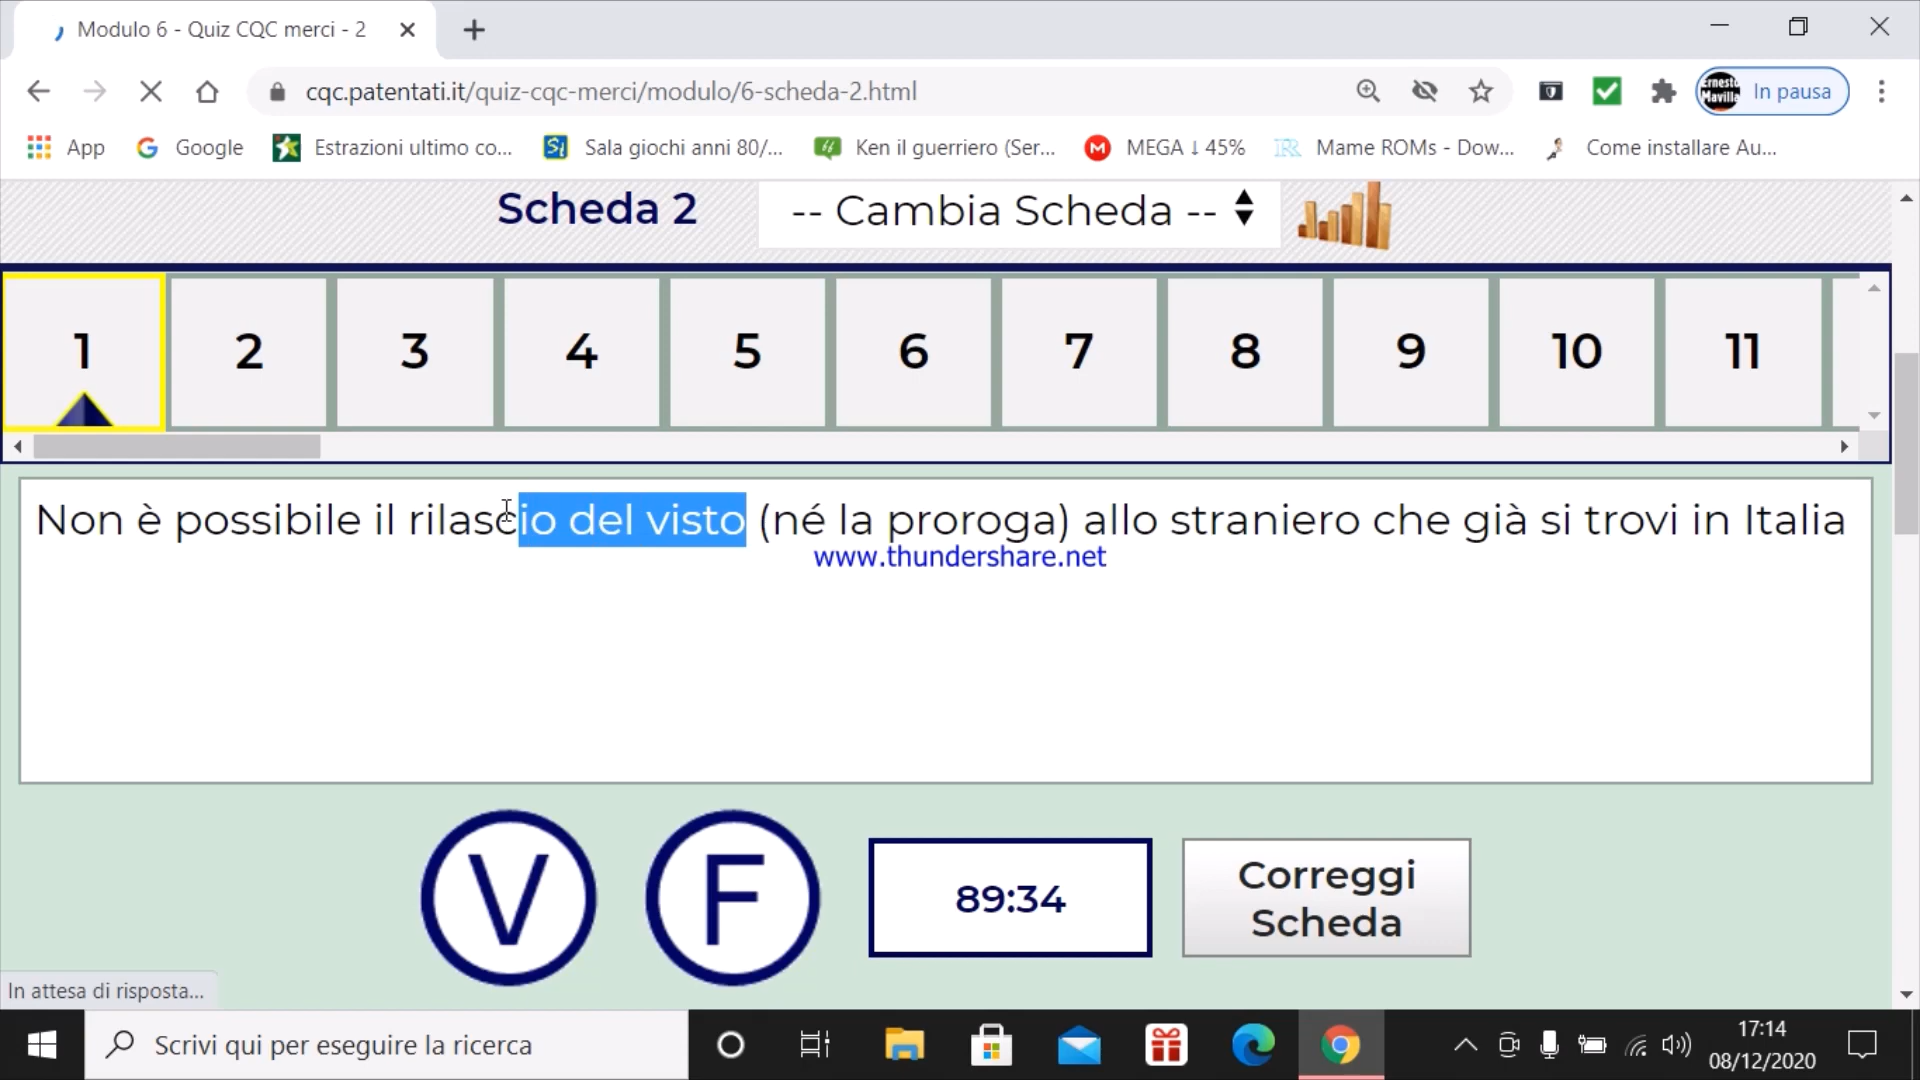 Modulo 6 - Quiz CQC merci - 2
cqc.patentati.it/quiz-cqc-merci/modulo/6-scheda-2.html
In pausa
App
Google
Estrazioni ultimo co...
Sala giochi anni 80/...
Ken il guerriero (Ser...
MEGA ↓ 45%
Mame ROMs - Dow...
Come installare Au...
Scheda 2
-- Cambia Scheda --
1 2 3 4 5 6 7 8 9 10 11
Non è possibile il rilascio del visto (né la proroga) allo straniero che già si trovi in Italia
www.thundershare.net
V F
89:34
Correggi
Scheda
In attesa di risposta...
Scrivi qui per eseguire la ricerca
17:14
08/12/2020